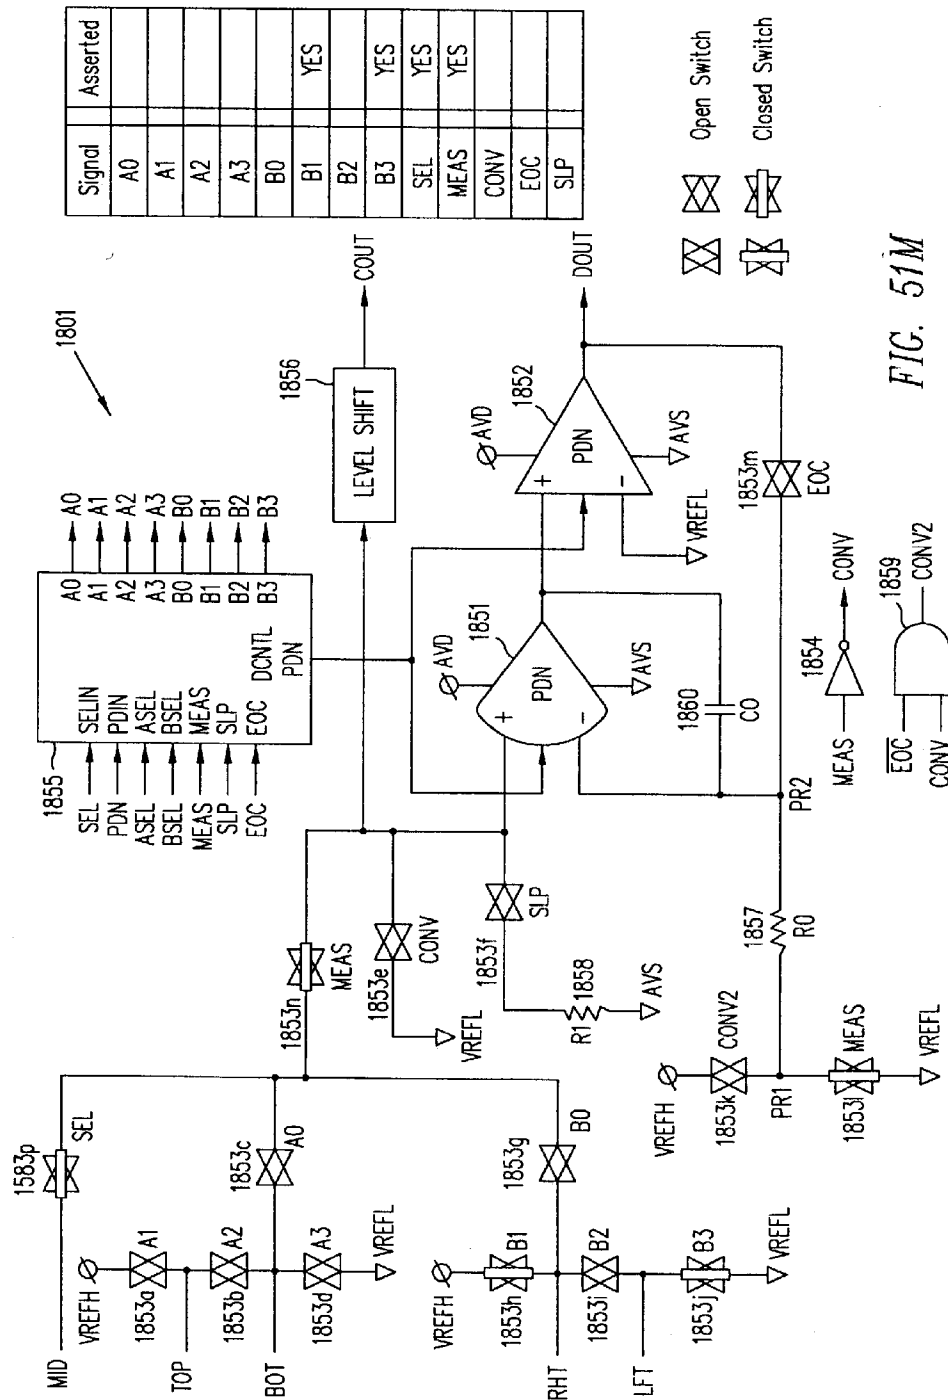 Signal Asserted
A0
A1
A2
A3
B0
B1 YES
B2
B3 YES
SEL YES
MEAS YES
CONV
EOC
SLP
Open Switch
Closed Switch
FIG. 51M
1801
1855
SEL SELIN
PDN PDIN
ASEL ASEL
BSEL BSEL
MEAS MEAS
SLP SLP
EOC EOC
A0 A0
A1 A1
A2 A2
A3 A3
B0 B0
B1 B1
B2 B2
B3 B3
DCNTL
PDN
1856
LEVEL SHIFT
COUT
1852
AVD
+
PDN
-
AVS
VREFL
DOUT
1851
AVD
+
PDN
-
AVS
1860
C0
1853m
EOC
1854
MEAS CONV
1859
EOC
CONV
CONV2
PR2
1857
R0
1853n
MEAS
1853e
CONV
VREFL
1853f
SLP
R1 1858
AVS
VREFH
1853k CONV2
PR1
1853l MEAS
VREFL
MID
1583p
SEL
VREFH
1853a A1
TOP
1853b A2
BOT
1853c
A0
1853d A3
VREFL
VREFH
1853h B1
RHT
1853g
B0
1853i B2
LFT
1853j B3
VREFL